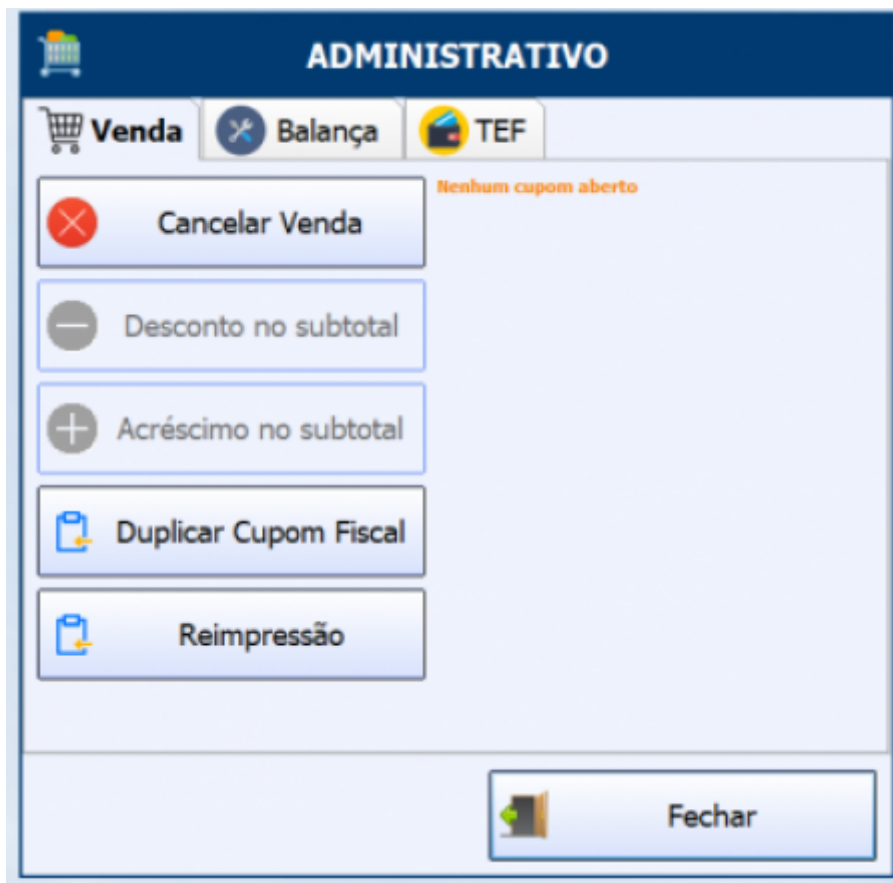 ADMINISTRATIVO
Venda Balança TEF
Cancelar Venda
Nenhum cupom aberto
Desconto no subtotal
Acréscimo no subtotal
Duplicar Cupom Fiscal
Reimpressão
Fechar